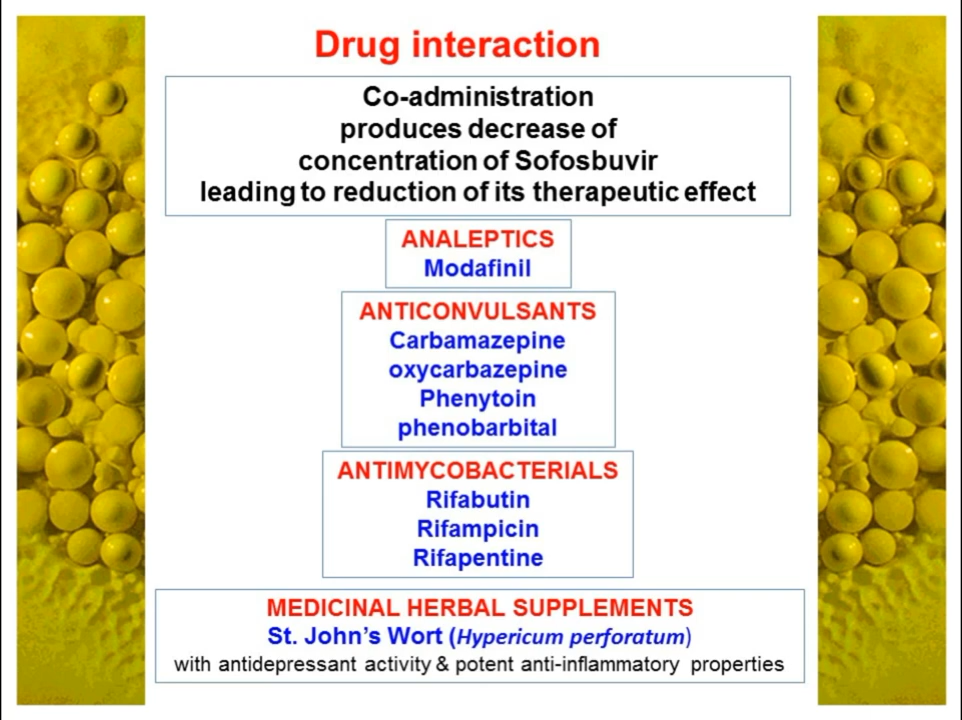 Drug interaction
Co-administration
produces decrease of
concentration of Sofosbuvir
leading to reduction of its therapeutic effect
ANALEPTICS
Modafinil
ANTICONVULSANTS
Carbamazepine
oxycarbazepine
Phenytoin
phenobarbital
ANTIMYCOBACTERIALS
Rifabutin
Rifampicin
Rifapentine
MEDICINAL HERBAL SUPPLEMENTS
St. John’s Wort (Hypericum perforatum)
with antidepressant activity & potent anti-inflammatory properties